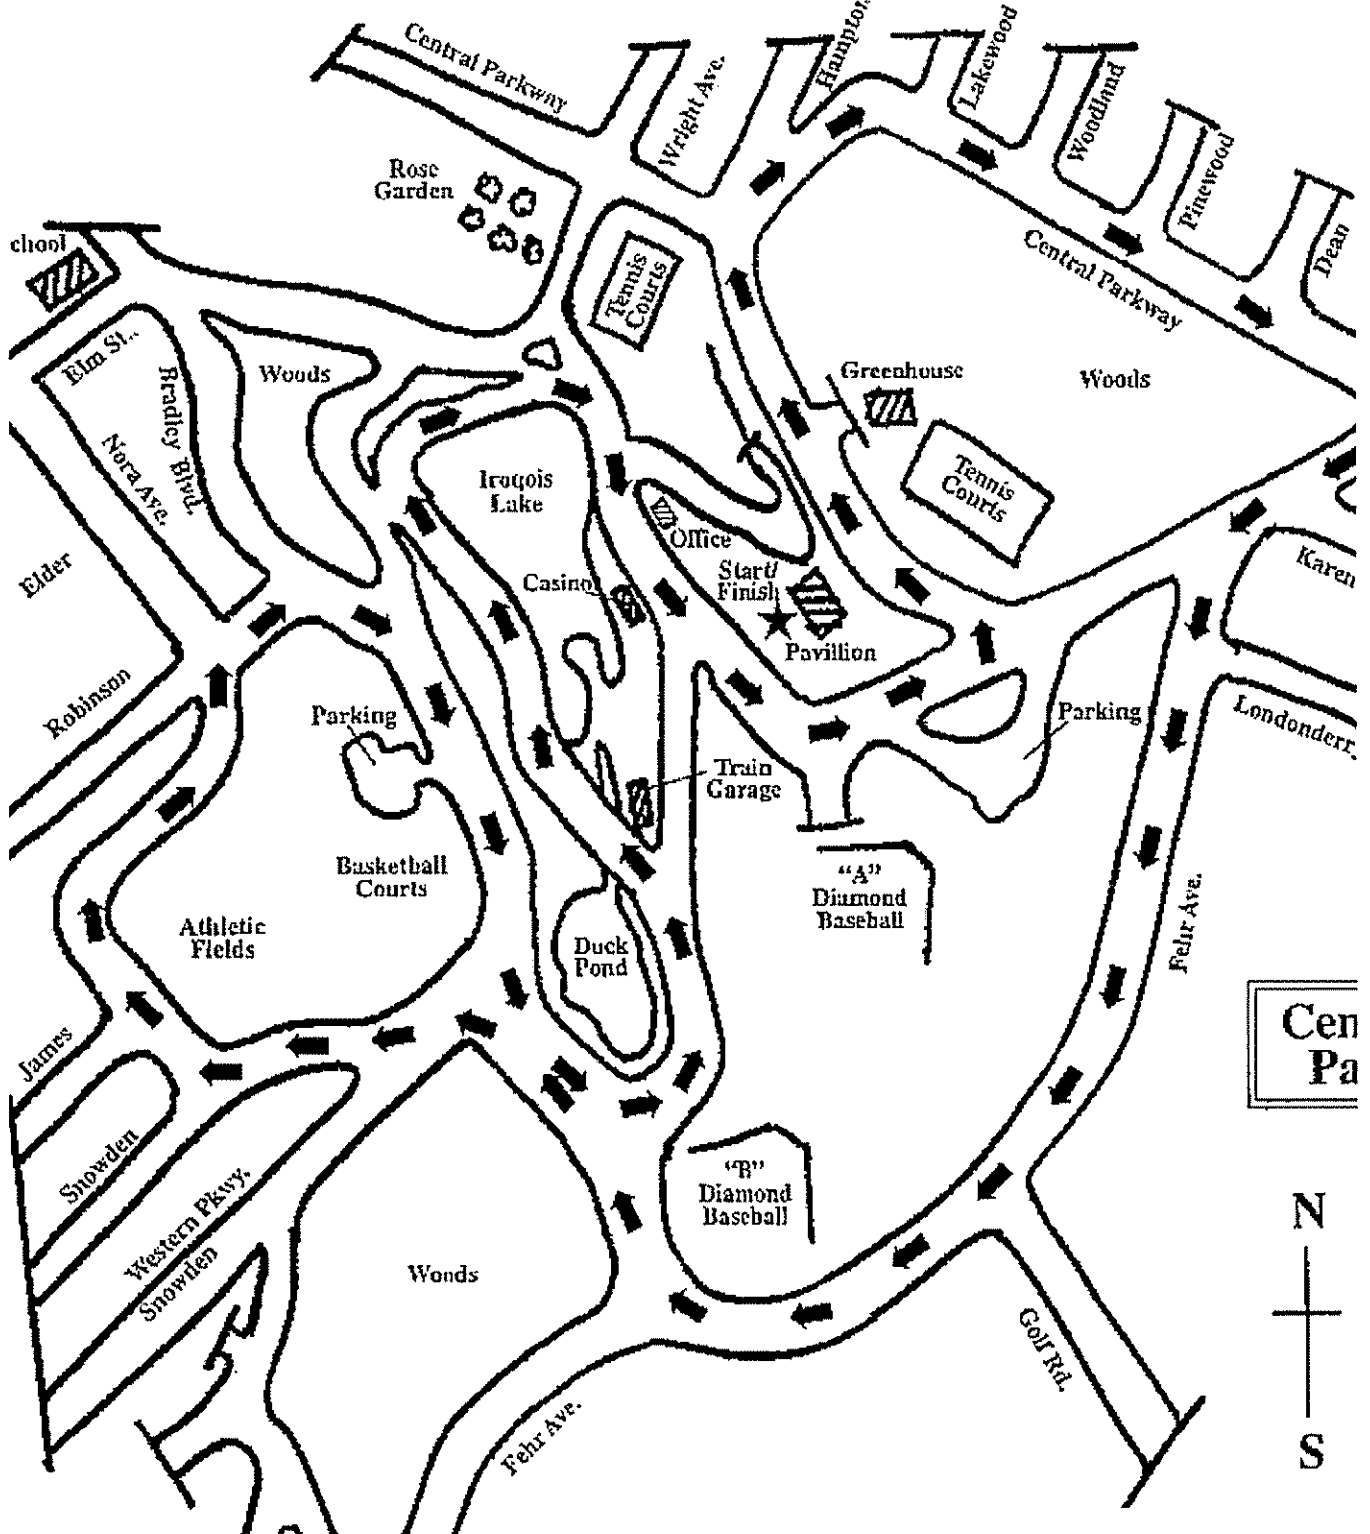 Central Parkway
Wright Ave.
Hampton
Lakewood
Woodland
Pinewood
Dean
Rose
Garden
chool
Elm St..
Bradley Blvd.
Nora Ave.
Woods
Tennis
Courts
Central Parkway
Greenhouse
Woods
Tennis
Courts
Iroqois
Lake
Office
Casino
Start/
Finish
Pavillion
Karen
Elder
Robinson
Parking
Parking
Londonderr
Train
Garage
Basketball
Courts
"A"
Diamond
Baseball
Fehr Ave.
Athletic
Fields
Duck
Pond
James
Cen
Pa
Snowden
"B"
Diamond
Baseball
Western Pkwy.
Snowden
Woods
N
Golf Rd.
Fehr Ave.
S